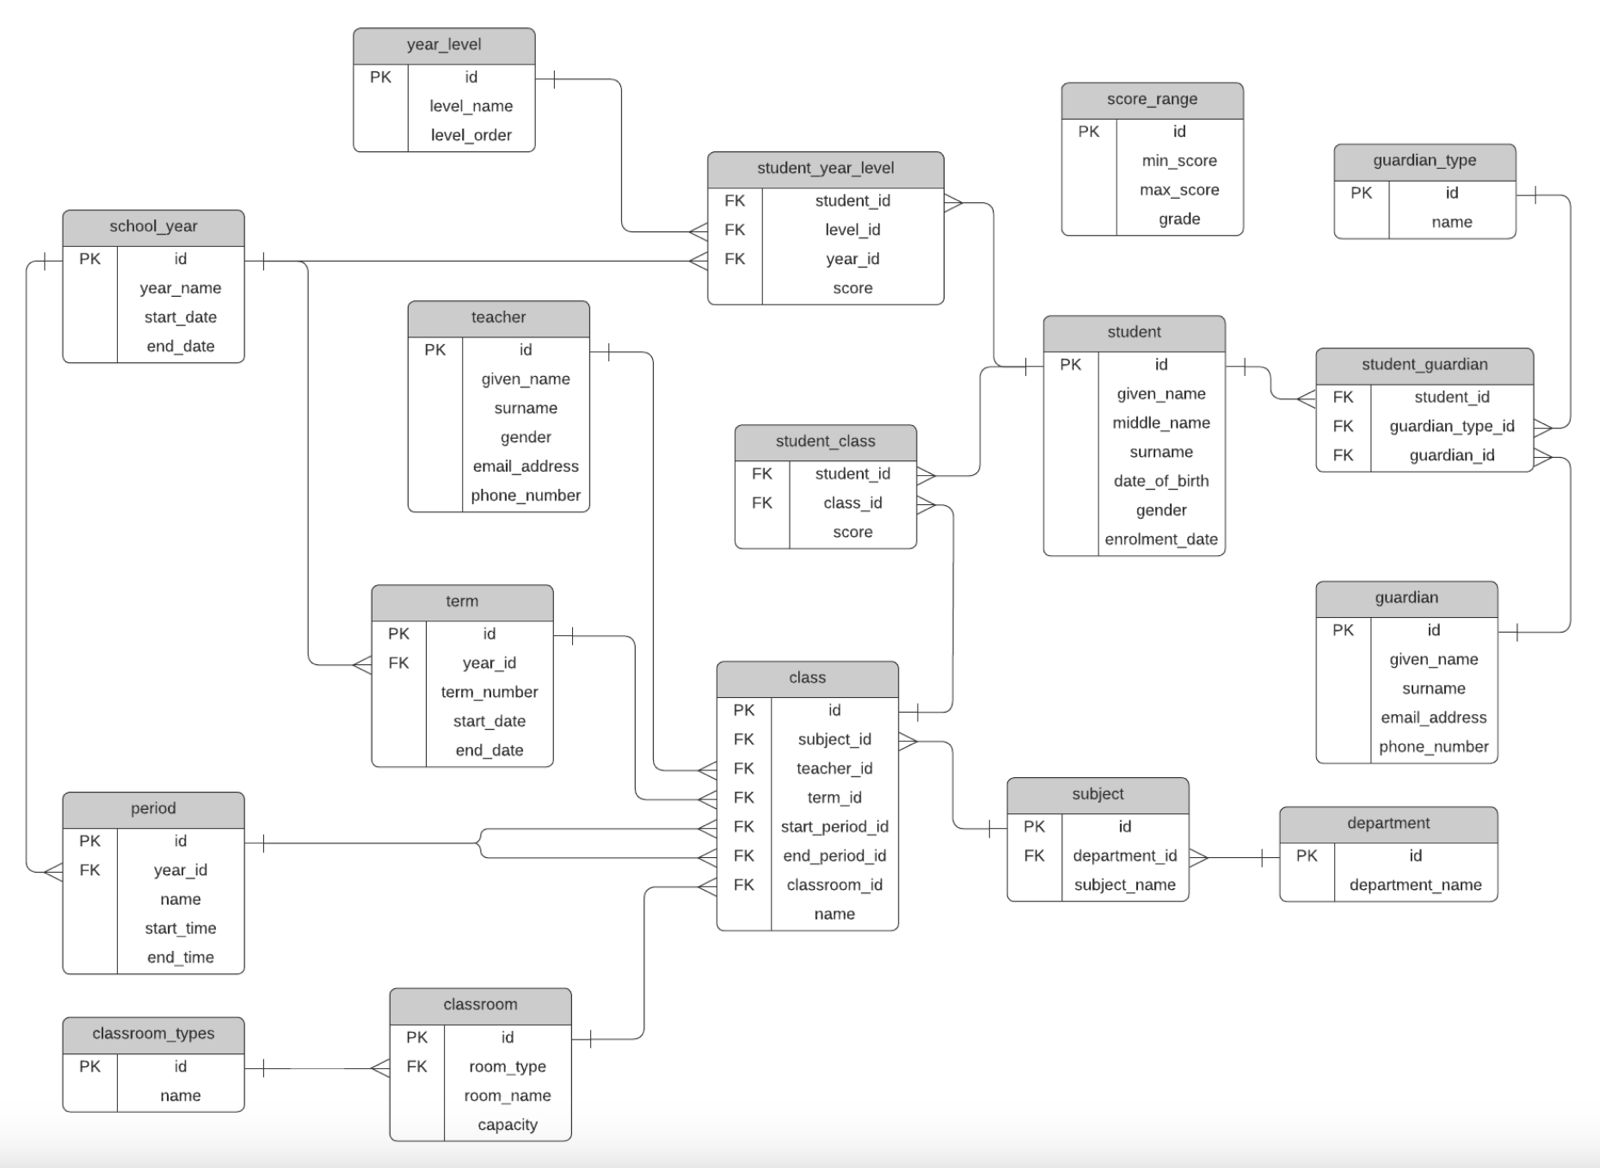 year_level
PK id
level_name
level_order
score_range
PK id
min_score
max_score
grade
guardian_type
PK id
name
student_year_level
FK student_id
FK level_id
FK year_id
score
school_year
PK id
year_name
start_date
end_date
teacher
PK id
given_name
surname
gender
email_address
phone_number
student
PK id
given_name
middle_name
surname
date_of_birth
gender
enrolment_date
student_guardian
FK student_id
FK guardian_type_id
FK guardian_id
student_class
FK student_id
FK class_id
score
term
PK id
FK year_id
term_number
start_date
end_date
guardian
PK id
given_name
surname
email_address
phone_number
class
PK id
FK subject_id
FK teacher_id
FK term_id
FK start_period_id
FK end_period_id
FK classroom_id
name
subject
PK id
FK department_id
subject_name
department
PK id
department_name
period
PK id
FK year_id
name
start_time
end_time
classroom
PK id
FK room_type
room_name
capacity
classroom_types
PK id
name